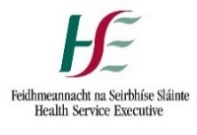 HSE
Feidhmeannacht na Seirbhíse Sláinte
Health Service Executive